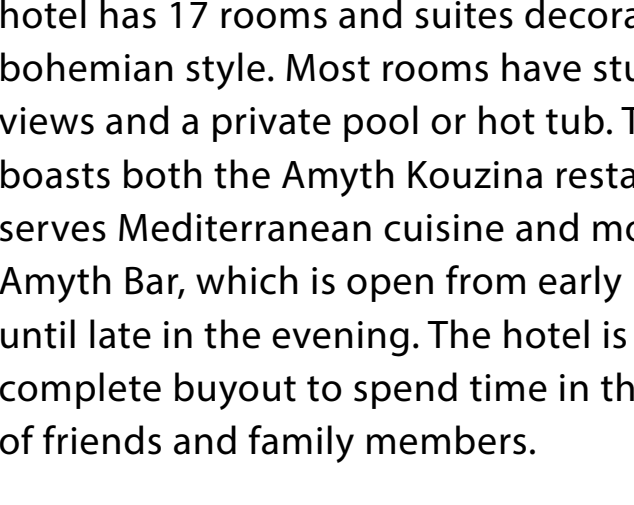 hotel has 17 rooms and suites decora
bohemian style. Most rooms have stu
views and a private pool or hot tub. T
boasts both the Amyth Kouzina resta
serves Mediterranean cuisine and mo
Amyth Bar, which is open from early
until late in the evening. The hotel is
complete buyout to spend time in th
of friends and family members.